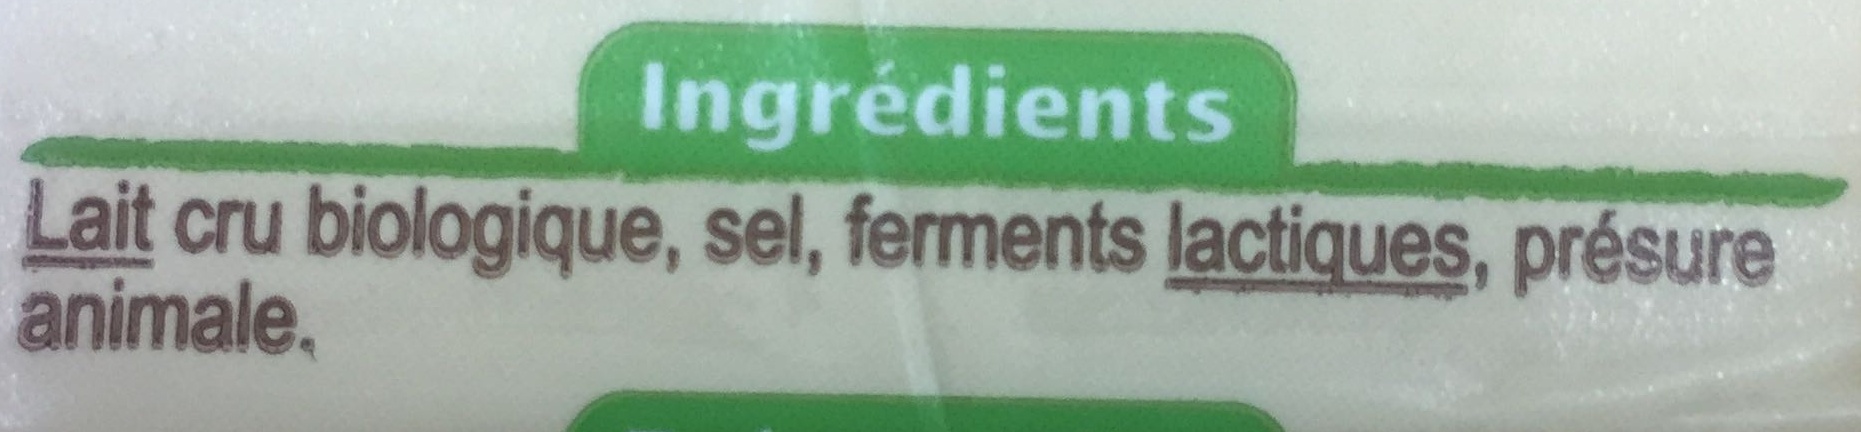 Ingrédients
Lait cru biologique, sel, ferments lactiques, présure
animale.